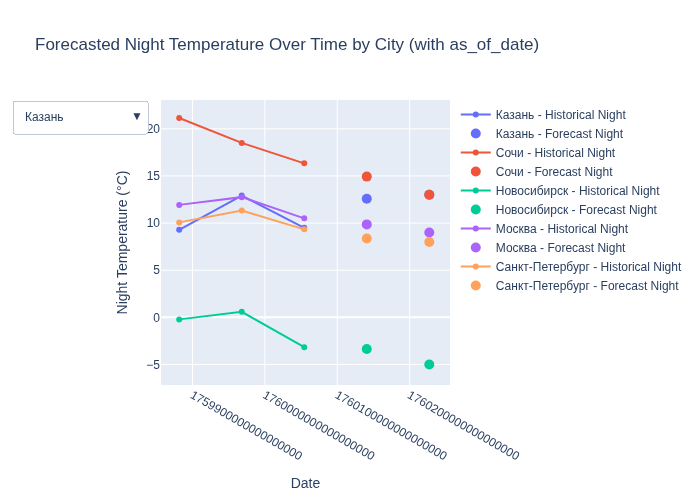 Forecasted Night Temperature Over Time by City (with as_of_date)
Казань ▼
20
15
10
5
0
−5
Night Temperature (°C)
1759900000000000000
1760000000000000000
1760100000000000000
1760200000000000000
Date
Казань - Historical Night
Казань - Forecast Night
Сочи - Historical Night
Сочи - Forecast Night
Новосибирск - Historical Night
Новосибирск - Forecast Night
Москва - Historical Night
Москва - Forecast Night
Санкт-Петербург - Historical Night
Санкт-Петербург - Forecast Night